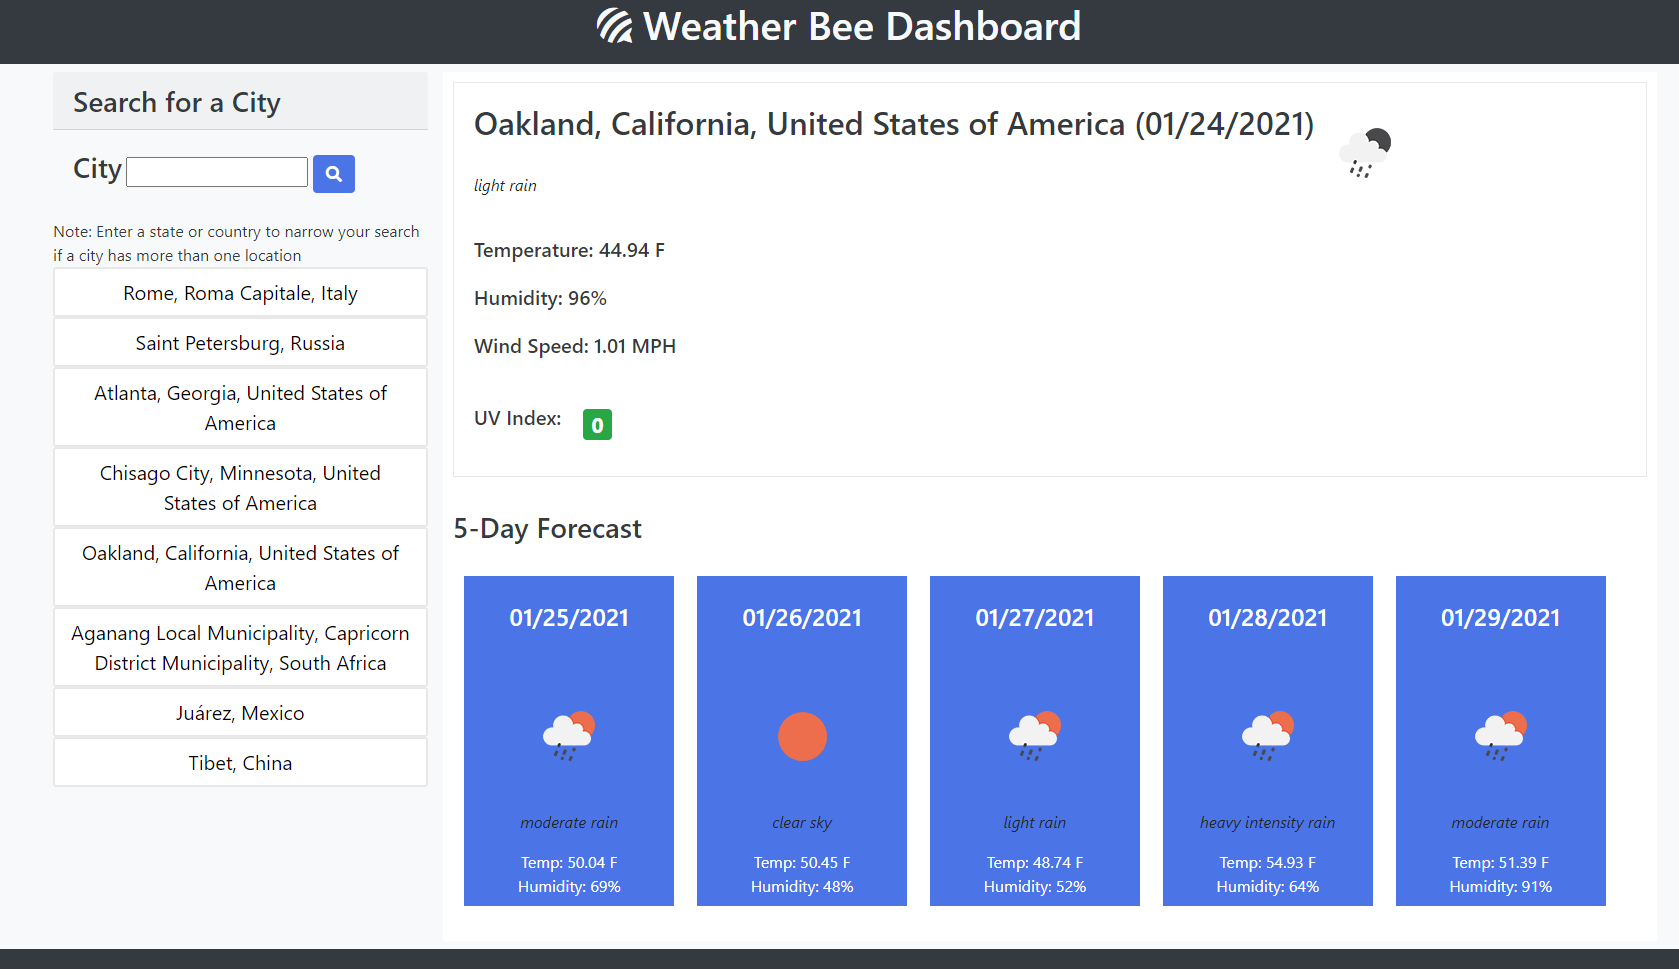 Weather Bee Dashboard
Search for a City
City
Note: Enter a state or country to narrow your search
if a city has more than one location
Rome, Roma Capitale, Italy
Saint Petersburg, Russia
Atlanta, Georgia, United States of
America
Chisago City, Minnesota, United
States of America
Oakland, California, United States of
America
Aganang Local Municipality, Capricorn
District Municipality, South Africa
Juárez, Mexico
Tibet, China
Oakland, California, United States of America (01/24/2021)
light rain
Temperature: 44.94 F
Humidity: 96%
Wind Speed: 1.01 MPH
UV Index: 0
5-Day Forecast
01/25/2021
moderate rain
Temp: 50.04 F
Humidity: 69%
01/26/2021
clear sky
Temp: 50.45 F
Humidity: 48%
01/27/2021
light rain
Temp: 48.74 F
Humidity: 52%
01/28/2021
heavy intensity rain
Temp: 54.93 F
Humidity: 64%
01/29/2021
moderate rain
Temp: 51.39 F
Humidity: 91%